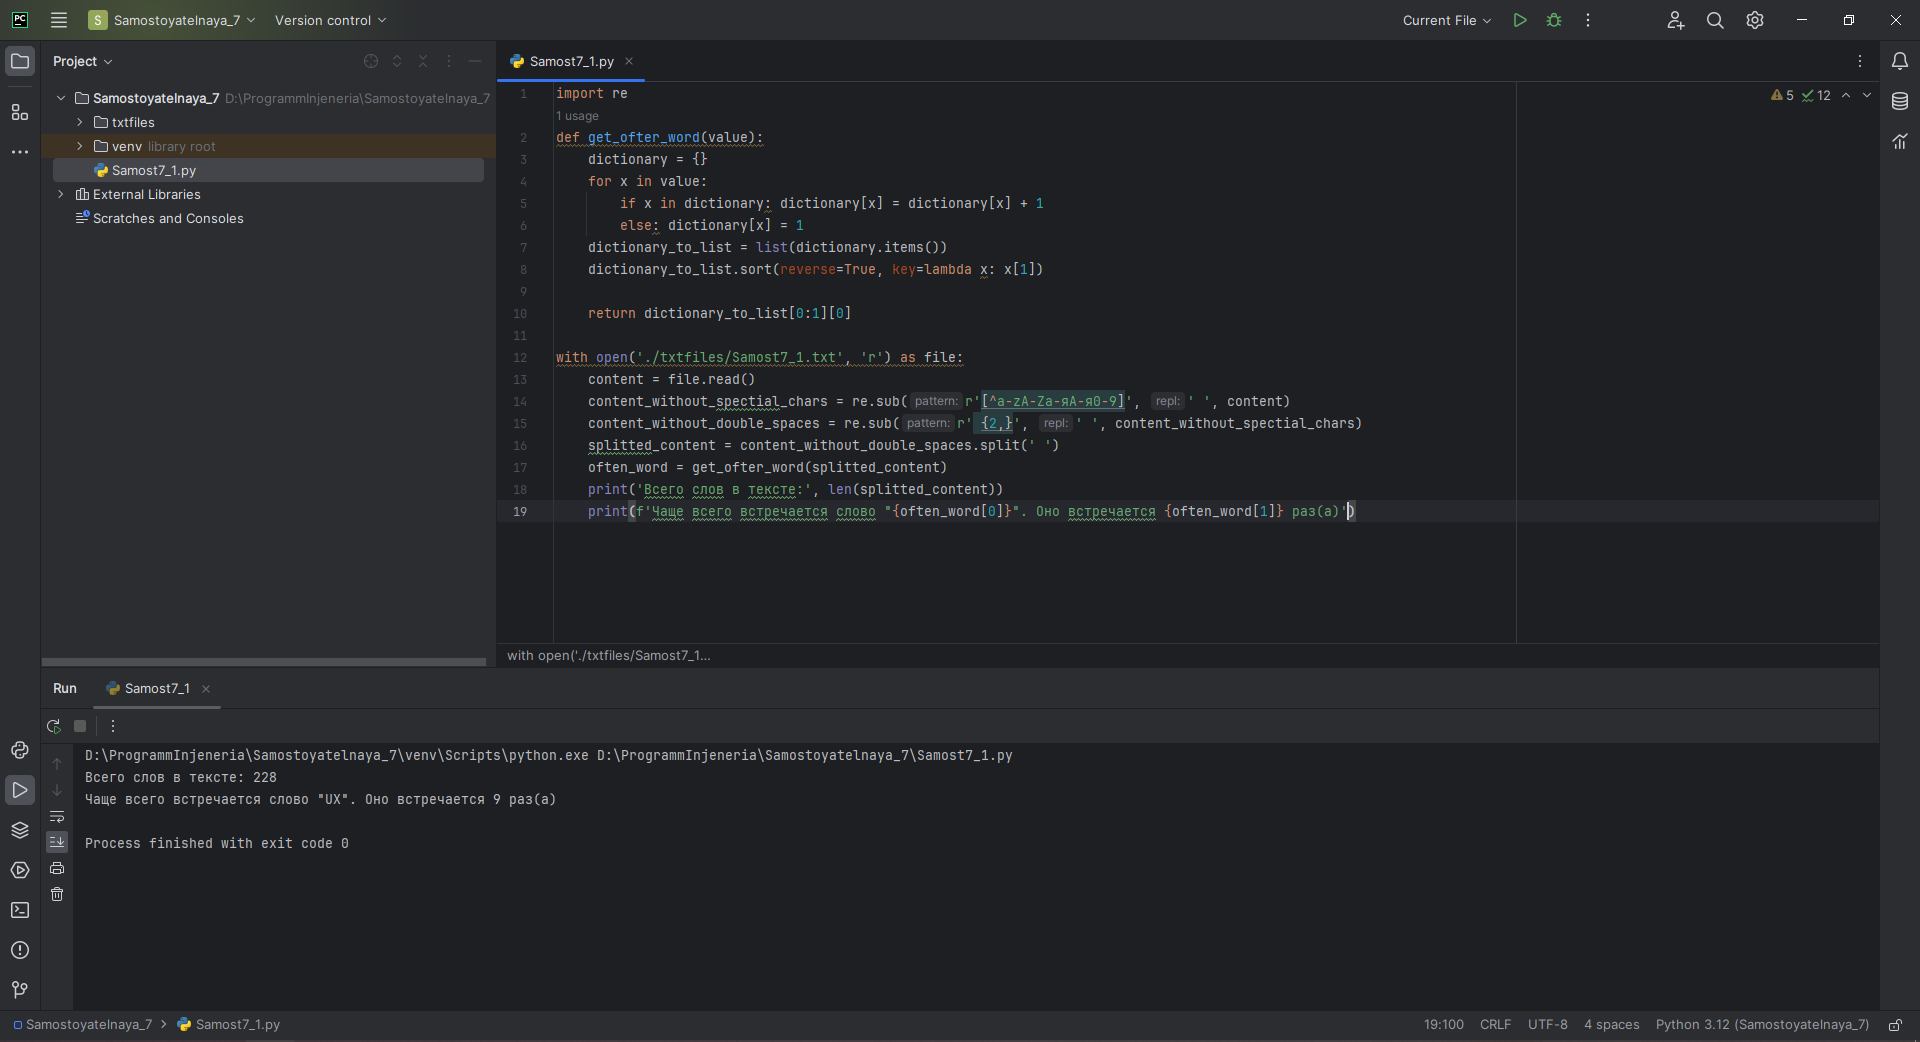 PC
S Samostoyatelnaya_7 Version control Current File
Project
Samostoyatelnaya_7 D:\ProgrammInjeneria\Samostoyatelnaya_7
txtfiles
venv library root
Samost7_1.py
External Libraries
Scratches and Consoles
Samost7_1.py
5 12
1 import re
1 usage
2 def get_ofter_word(value):
3 dictionary = {}
4 for x in value:
5 if x in dictionary: dictionary[x] = dictionary[x] + 1
6 else: dictionary[x] = 1
7 dictionary_to_list = list(dictionary.items())
8 dictionary_to_list.sort(reverse=True, key=lambda x: x[1])
9
10 return dictionary_to_list[0:1][0]
11
12 with open('./txtfiles/Samost7_1.txt', 'r') as file:
13 content = file.read()
14 content_without_spectial_chars = re.sub( pattern: r'[^a-zA-Zа-яА-я0-9]', repl: ' ', content)
15 content_without_double_spaces = re.sub( pattern: r' {2,}', repl: ' ', content_without_spectial_chars)
16 splitted_content = content_without_double_spaces.split(' ')
17 often_word = get_ofter_word(splitted_content)
18 print('Всего слов в тексте:', len(splitted_content))
19 print(f'Чаще всего встречается слово "{often_word[0]}". Оно встречается {often_word[1]} раз(а)')
with open('./txtfiles/Samost7_1...
Run Samost7_1
D:\ProgrammInjeneria\Samostoyatelnaya_7\venv\Scripts\python.exe D:\ProgrammInjeneria\Samostoyatelnaya_7\Samost7_1.py
Всего слов в тексте: 228
Чаще всего встречается слово "UX". Оно встречается 9 раз(а)
Process finished with exit code 0
Samostoyatelnaya_7 Samost7_1.py 19:100 CRLF UTF-8 4 spaces Python 3.12 (Samostoyatelnaya_7)